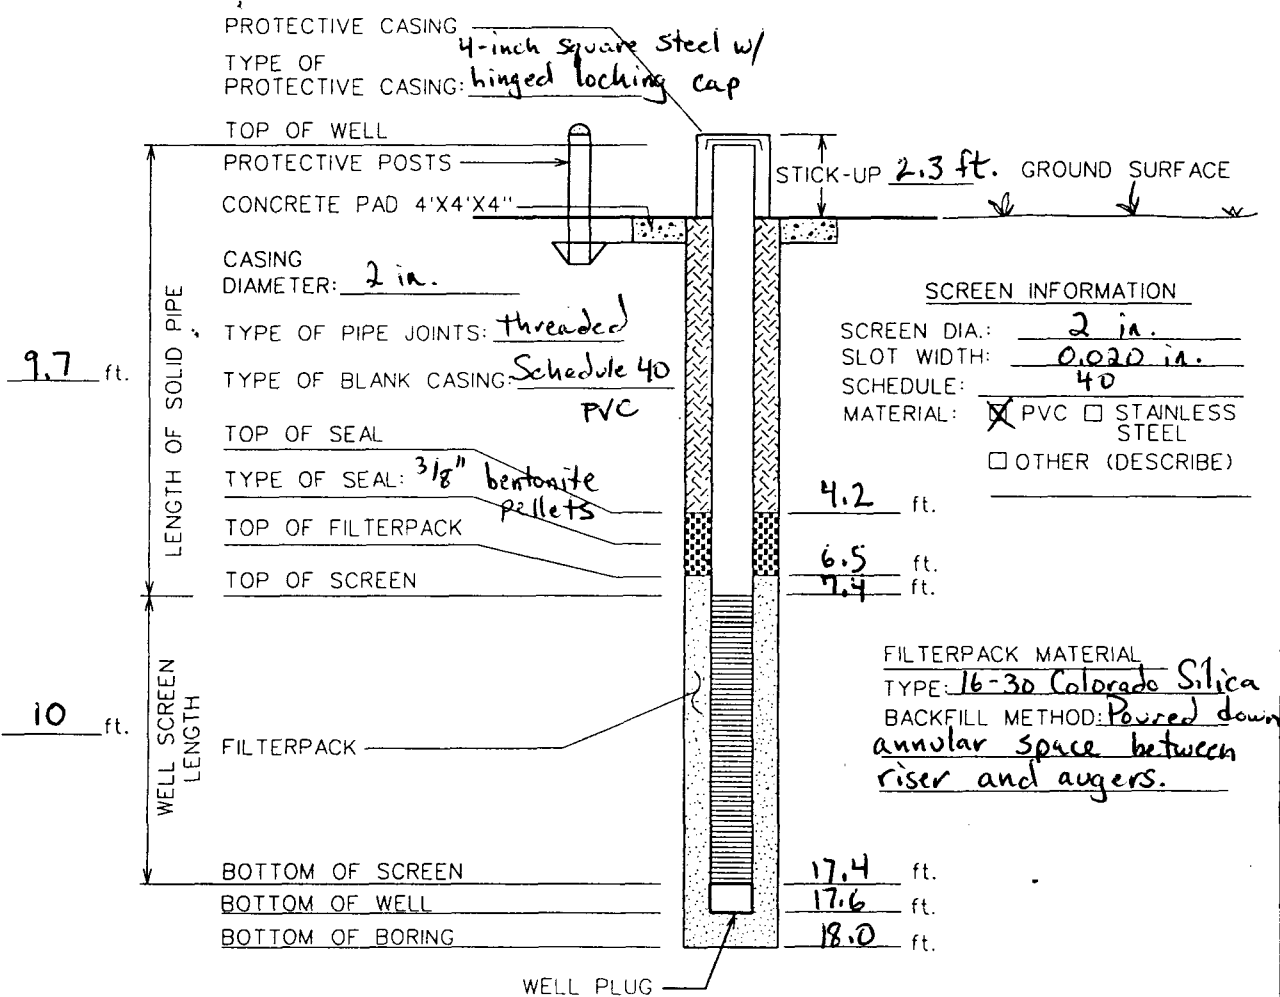 PROTECTIVE CASING
TYPE OF
PROTECTIVE CASING: 4-inch square steel w/
hinged locking cap
TOP OF WELL
PROTECTIVE POSTS
STICK-UP 2.3 ft. GROUND SURFACE
CONCRETE PAD 4'X4'X4"
CASING
DIAMETER: 2 in.
TYPE OF PIPE JOINTS: threaded
9.7 ft.
LENGTH OF SOLID PIPE
TYPE OF BLANK CASING: Schedule 40
PVC
SCREEN INFORMATION
SCREEN DIA.: 2 in.
SLOT WIDTH: 0.020 in.
SCHEDULE: 40
MATERIAL: ☒ PVC ☐ STAINLESS
STEEL
☐ OTHER (DESCRIBE)
TOP OF SEAL
4.2 ft.
TYPE OF SEAL: 3/8" bentonite
pellets
TOP OF FILTERPACK
6.5 ft.
TOP OF SCREEN
7.4 ft.
10 ft.
WELL SCREEN
LENGTH
FILTERPACK
FILTERPACK MATERIAL
TYPE: 16-30 Colorado Silica
BACKFILL METHOD: Poured down
annular space between
riser and augers.
BOTTOM OF SCREEN
17.4 ft.
BOTTOM OF WELL
17.6 ft.
BOTTOM OF BORING
18.0 ft.
WELL PLUG